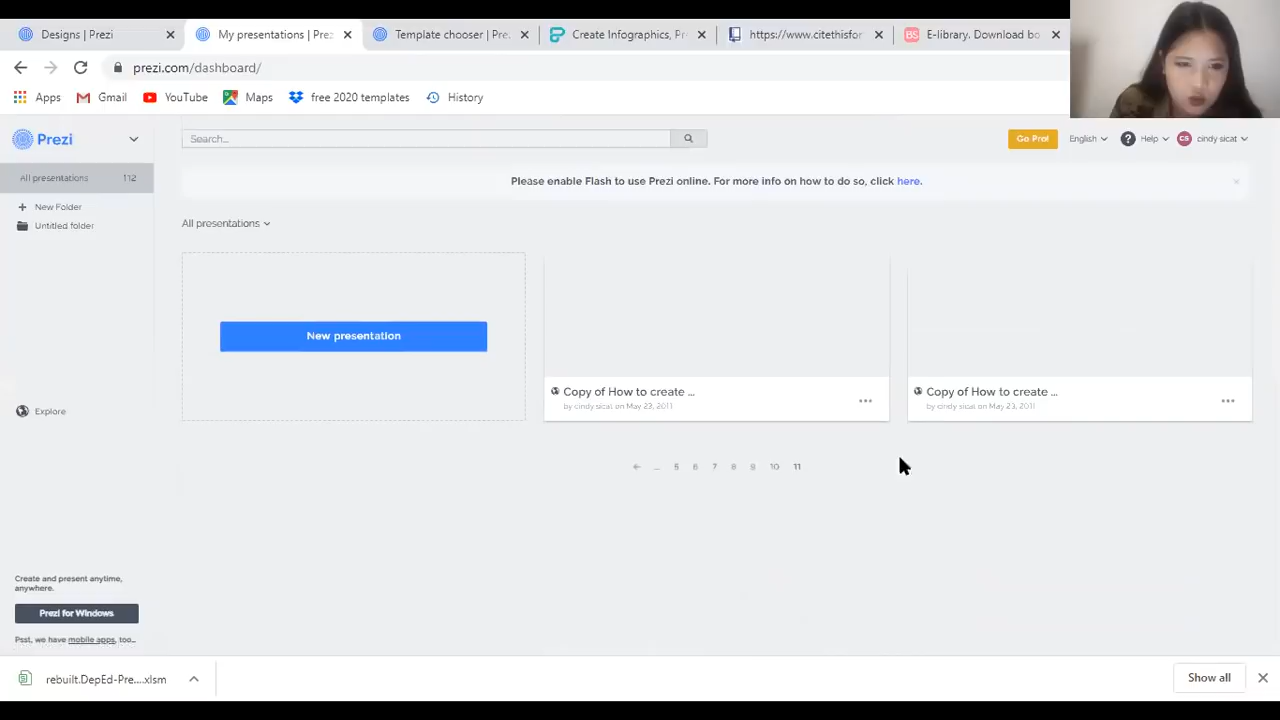 Designs | Prezi
My presentations | Prez
Template chooser | Pre
Create Infographics, Pr
https://www.citethisfor
E-library. Download bo
prezi.com/dashboard/
Apps
Gmail
YouTube
Maps
free 2020 templates
History
Prezi
Search...
Go Pro!
English
? Help
CS cindy sicat
All presentations 112
Please enable Flash to use Prezi online. For more info on how to do so, click here.
+ New Folder
Untitled folder
All presentations
New presentation
Copy of How to create ...
by cindy sicat on May 23, 2011
Copy of How to create ...
by cindy sicat on May 23, 2011
Explore
... 5 6 7 8 9 10 11
Create and present anytime,
anywhere.
Prezi for Windows
Psst, we have mobile apps, too...
rebuilt.DepEd-Pre....xlsm
Show all